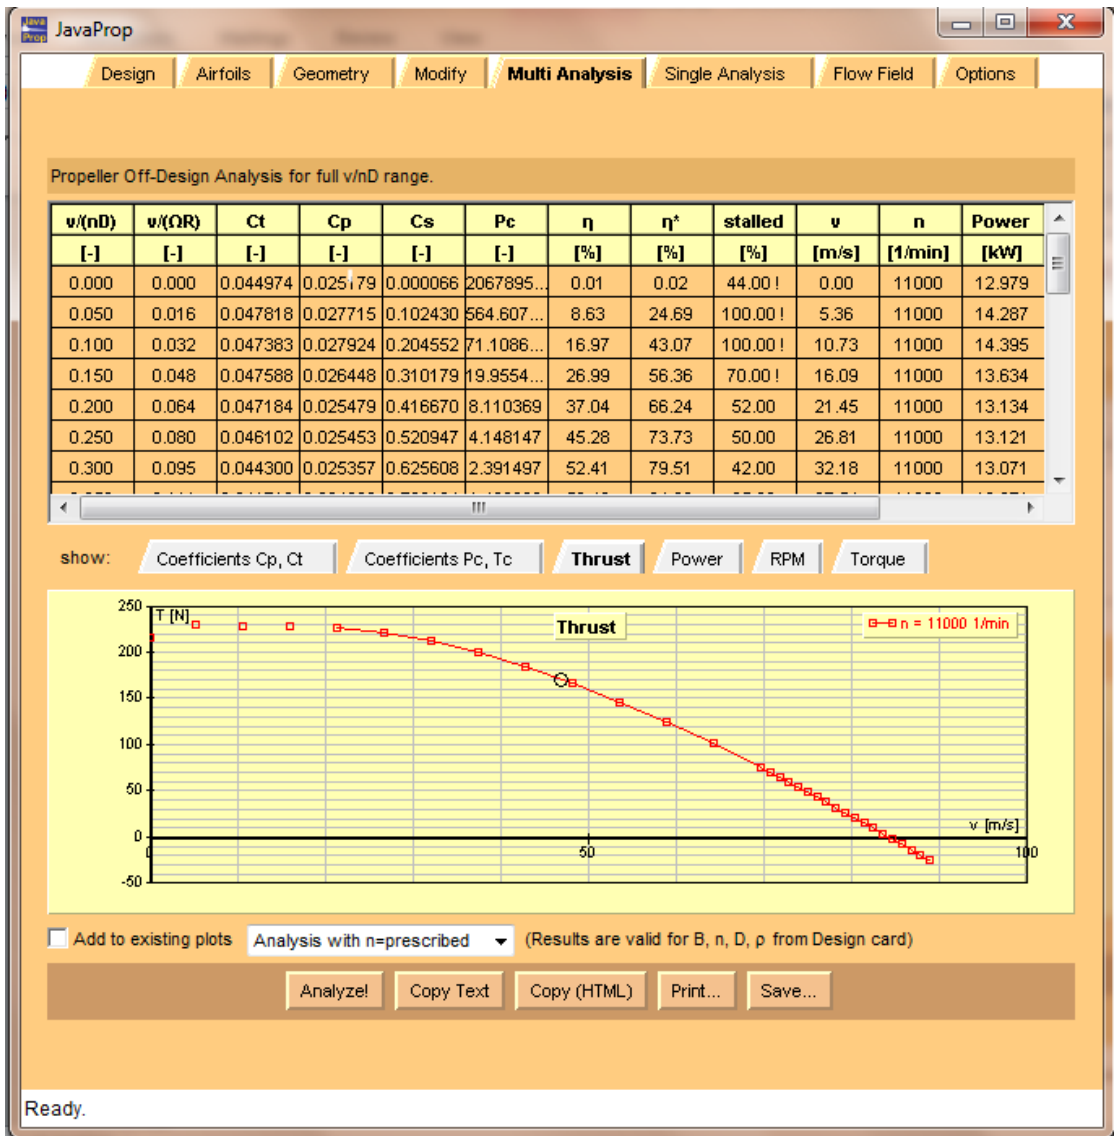 Java Prop JavaProp
Design Airfoils Geometry Modify Multi Analysis Single Analysis Flow Field Options
Propeller Off-Design Analysis for full v/nD range.
v/(nD) v/(ΩR) Ct Cp Cs Pc η η* stalled v n Power
[-] [-] [-] [-] [-] [-] [%] [%] [%] [m/s] [1/min] [kW]
0.000 0.000 0.044974 0.025179 0.000066 2067895... 0.01 0.02 44.00 ! 0.00 11000 12.979
0.050 0.016 0.047818 0.027715 0.102430 564.607... 8.63 24.69 100.00 ! 5.36 11000 14.287
0.100 0.032 0.047383 0.027924 0.204552 71.1086... 16.97 43.07 100.00 ! 10.73 11000 14.395
0.150 0.048 0.047588 0.026448 0.310179 19.9554... 26.99 56.36 70.00 ! 16.09 11000 13.634
0.200 0.064 0.047184 0.025479 0.416670 8.110369 37.04 66.24 52.00 21.45 11000 13.134
0.250 0.080 0.046102 0.025453 0.520947 4.148147 45.28 73.73 50.00 26.81 11000 13.121
0.300 0.095 0.044300 0.025357 0.625608 2.391497 52.41 79.51 42.00 32.18 11000 13.071
show: Coefficients Cp, Ct Coefficients Pc, Tc Thrust Power RPM Torque
250 T [N] Thrust n = 11000 1/min
200
150
100
50
0 v [m/s]
0 50 100
-50
Add to existing plots Analysis with n=prescribed (Results are valid for B, n, D, ρ from Design card)
Analyze! Copy Text Copy (HTML) Print... Save...
Ready.